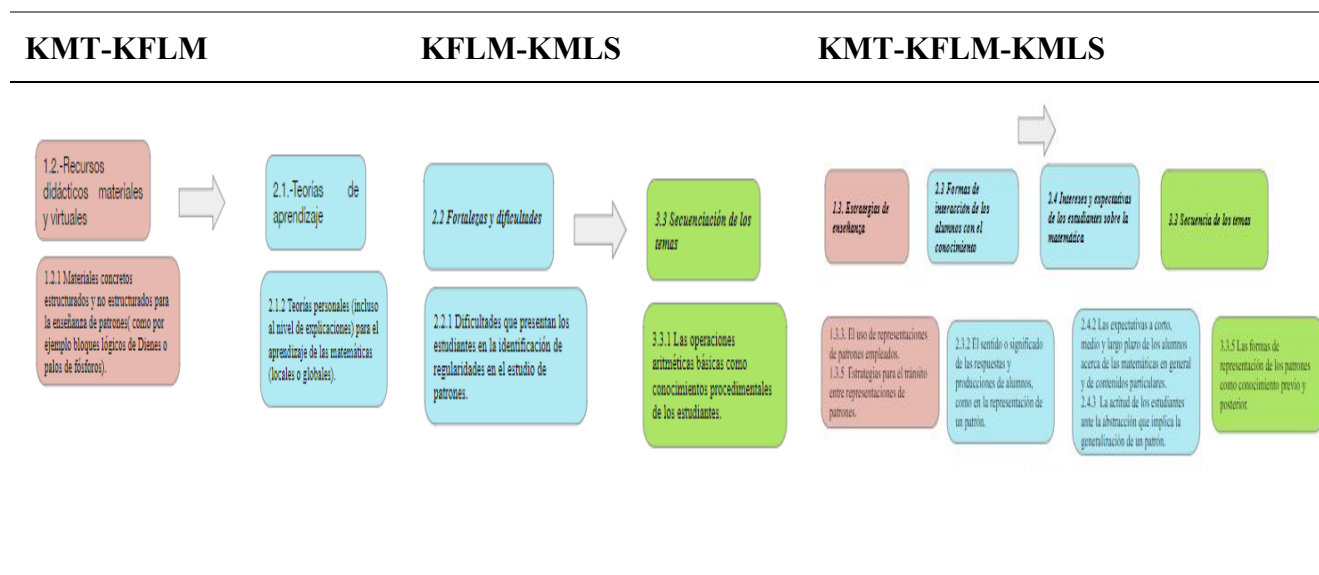 KMT-KFLM
KFLM-KMLS
KMT-KFLM-KMLS
1.2.-Recursos
didácticos materiales
y virtuales
2.1.-Teorías de
aprendizaje
1.2.1 Materiales concretos
estructurados y no estructurados para
la enseñanza de patrones( como por
ejemplo bloques lógicos de Dienes o
palos de fósforos).
2.1.2 Teorías personales (incluso
al nivel de explicaciones) para el
aprendizaje de las matemáticas
(locales o globales).
2.2 Fortalezas y dificultades
3.3 Secuenciación de los
temas
2.2.1 Dificultades que presentan los
estudiantes en la identificación de
regularidades en el estudio de
patrones.
3.3.1 Las operaciones
aritméticas básicas como
conocimientos procedimentales
de los estudiantes.
1.3. Estrategias de
enseñanza
2.3 Formas de
interacción de los
alumnos con el
conocimiento
2.4 Intereses y expectativas
de los estudiantes sobre la
matemática
3.3 Secuencia de los temas
1.3.3. El uso de representaciones
de patrones empleados.
1.3.5 Estrategias para el tránsito
entre representaciones de
patrones.
2.3.2 El sentido o significado
de las respuestas y
producciones de alumnos,
como en la representación de
un patrón.
2.4.2 Las expectativas a corto,
medio y largo plazo de los alumnos
acerca de las matemáticas en general
y de contenidos particulares.
2.4.3 La actitud de los estudiantes
ante la abstracción que implica la
generalización de un patrón.
3.3.5 Las formas de
representación de los patrones
como conocimiento previo y
posterior.